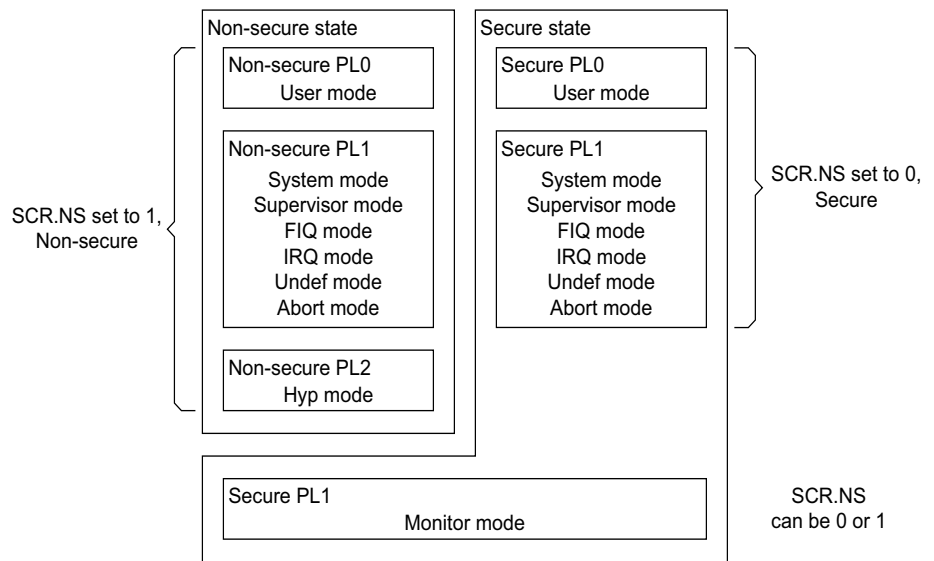 Non-secure state
Non-secure PL0
User mode
Non-secure PL1
System mode
Supervisor mode
FIQ mode
IRQ mode
Undef mode
Abort mode
Non-secure PL2
Hyp mode
SCR.NS set to 1,
Non-secure
Secure state
Secure PL0
User mode
Secure PL1
System mode
Supervisor mode
FIQ mode
IRQ mode
Undef mode
Abort mode
SCR.NS set to 0,
Secure
Secure PL1
Monitor mode
SCR.NS
can be 0 or 1